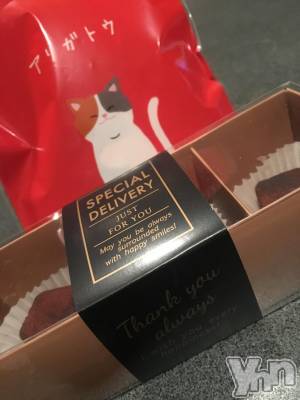 アリガトウ
SPECIAL
DELIVERY
JUST
FOR YOU
May you be always
surrounded
with happy smiles!
Thank you
always